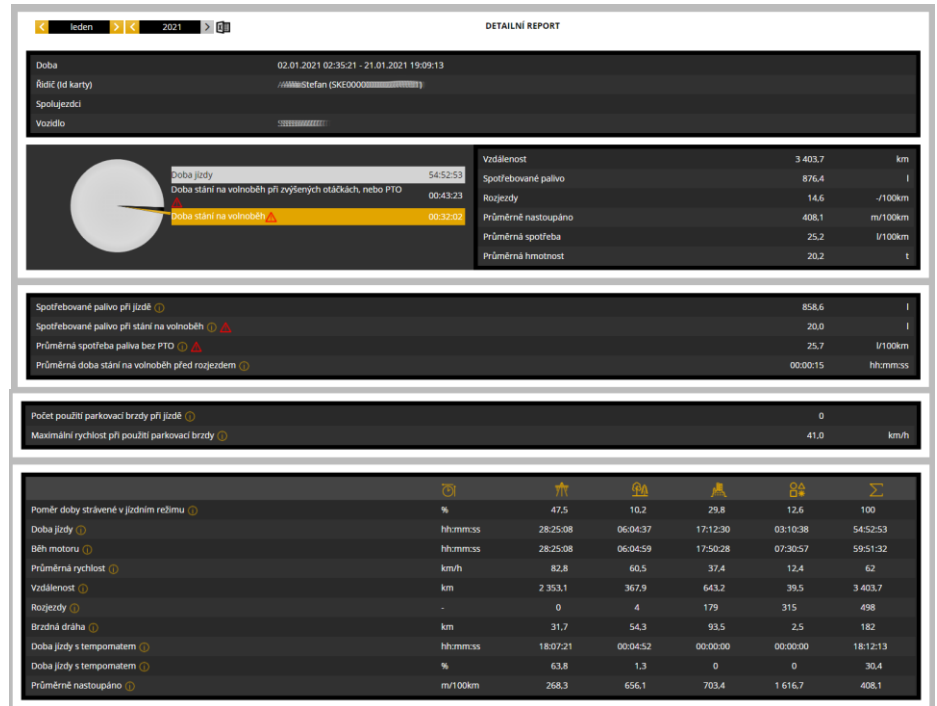 leden 2021 DETAILNÍ REPORT
Doba 02.01.2021 02:35:21 - 21.01.2021 19:09:13
Řidič (Id karty) Stefan (SKE0000
Spolujezdci
Vozidlo
Doba jízdy 54:52:53
Doba stání na volnoběh při zvýšených otáčkách, nebo PTO 00:43:23
Doba stání na volnoběh 00:32:02
Vzdálenost 3 403,7 km
Spotřebované palivo 876,4 l
Rozjezdy 14,6 -/100km
Průměrně nastoupáno 408,1 m/100km
Průměrná spotřeba 25,2 l/100km
Průměrná hmotnost 20,2 t
Spotřebované palivo při jízdě 858,6 l
Spotřebované palivo při stání na volnoběh 20,0 l
Průměrná spotřeba paliva bez PTO 25,7 l/100km
Průměrná doba stání na volnoběh před rozjezdem 00:00:15 hh:mm:ss
Počet použití parkovací brzdy při jízdě 0
Maximální rychlost při použití parkovací brzdy 41,0 km/h
Poměr doby strávené v jízdním režimu % 47,5 10,2 29,8 12,6 100
Doba jízdy hh:mm:ss 28:25:08 06:04:37 17:12:30 03:10:38 54:52:53
Běh motoru hh:mm:ss 28:25:08 06:04:59 17:50:28 07:30:57 59:51:32
Průměrná rychlost km/h 82,8 60,5 37,4 12,4 62
Vzdálenost km 2 353,1 367,9 643,2 39,5 3 403,7
Rozjezdy - 0 4 179 315 498
Brzdná dráha km 31,7 54,3 93,5 2,5 182
Doba jízdy s tempomatem hh:mm:ss 18:07:21 00:04:52 00:00:00 00:00:00 18:12:13
Doba jízdy s tempomatem % 63,8 1,3 0 0 30,4
Průměrně nastoupáno m/100km 268,3 656,1 703,4 1 616,7 408,1